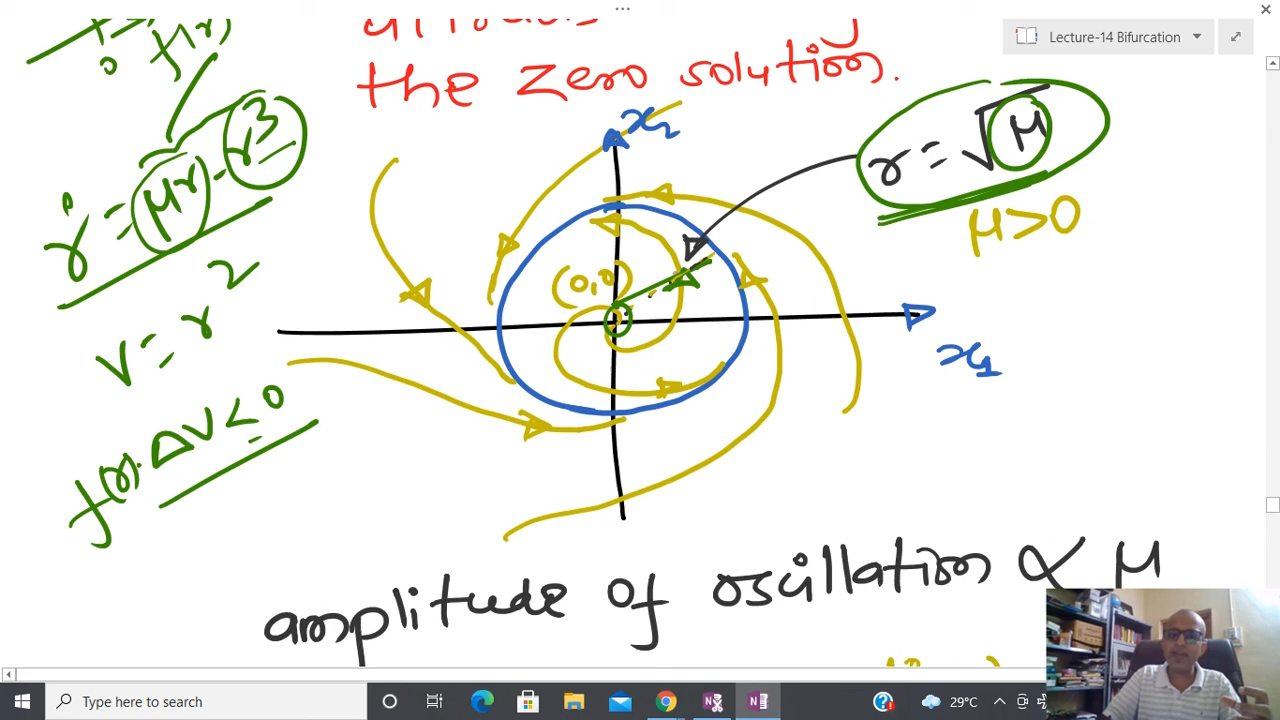 Lecture-14 Bifurcation
the zero solution.
0 f(r)
ṙ = μr - r³
V = r²
f(r). ΔV < 0
x₂
r = √μ
μ>0
(0,0)
x₁
amplitude of oscillation ∝ μ
Type here to search
29°C